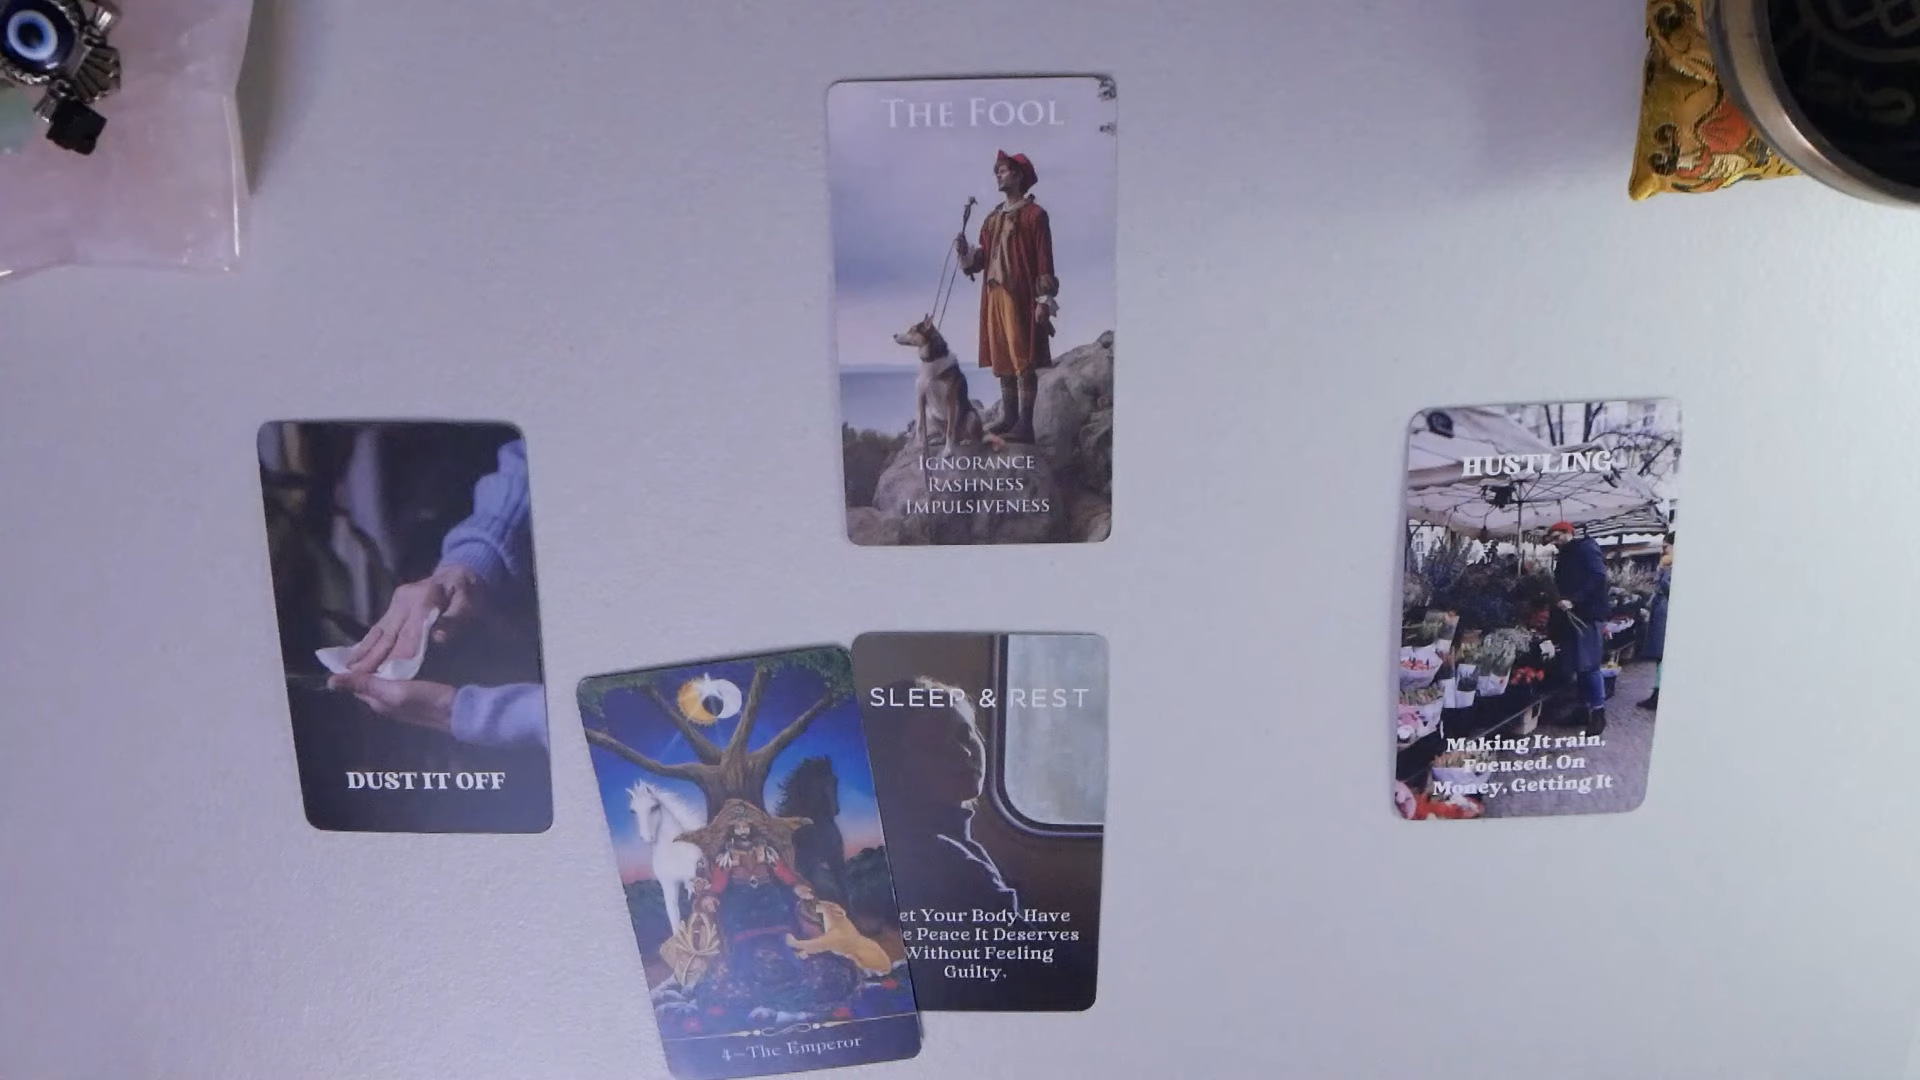 THE FOOL
IGNORANCE
RASHNESS
IMPULSIVENESS
DUST IT OFF
4–The Emperor
SLEEP & REST
et Your Body Have
e Peace It Deserves
Without Feeling
Guilty.
HUSTLING
Making It rain.
Focused. On
Money, Getting It